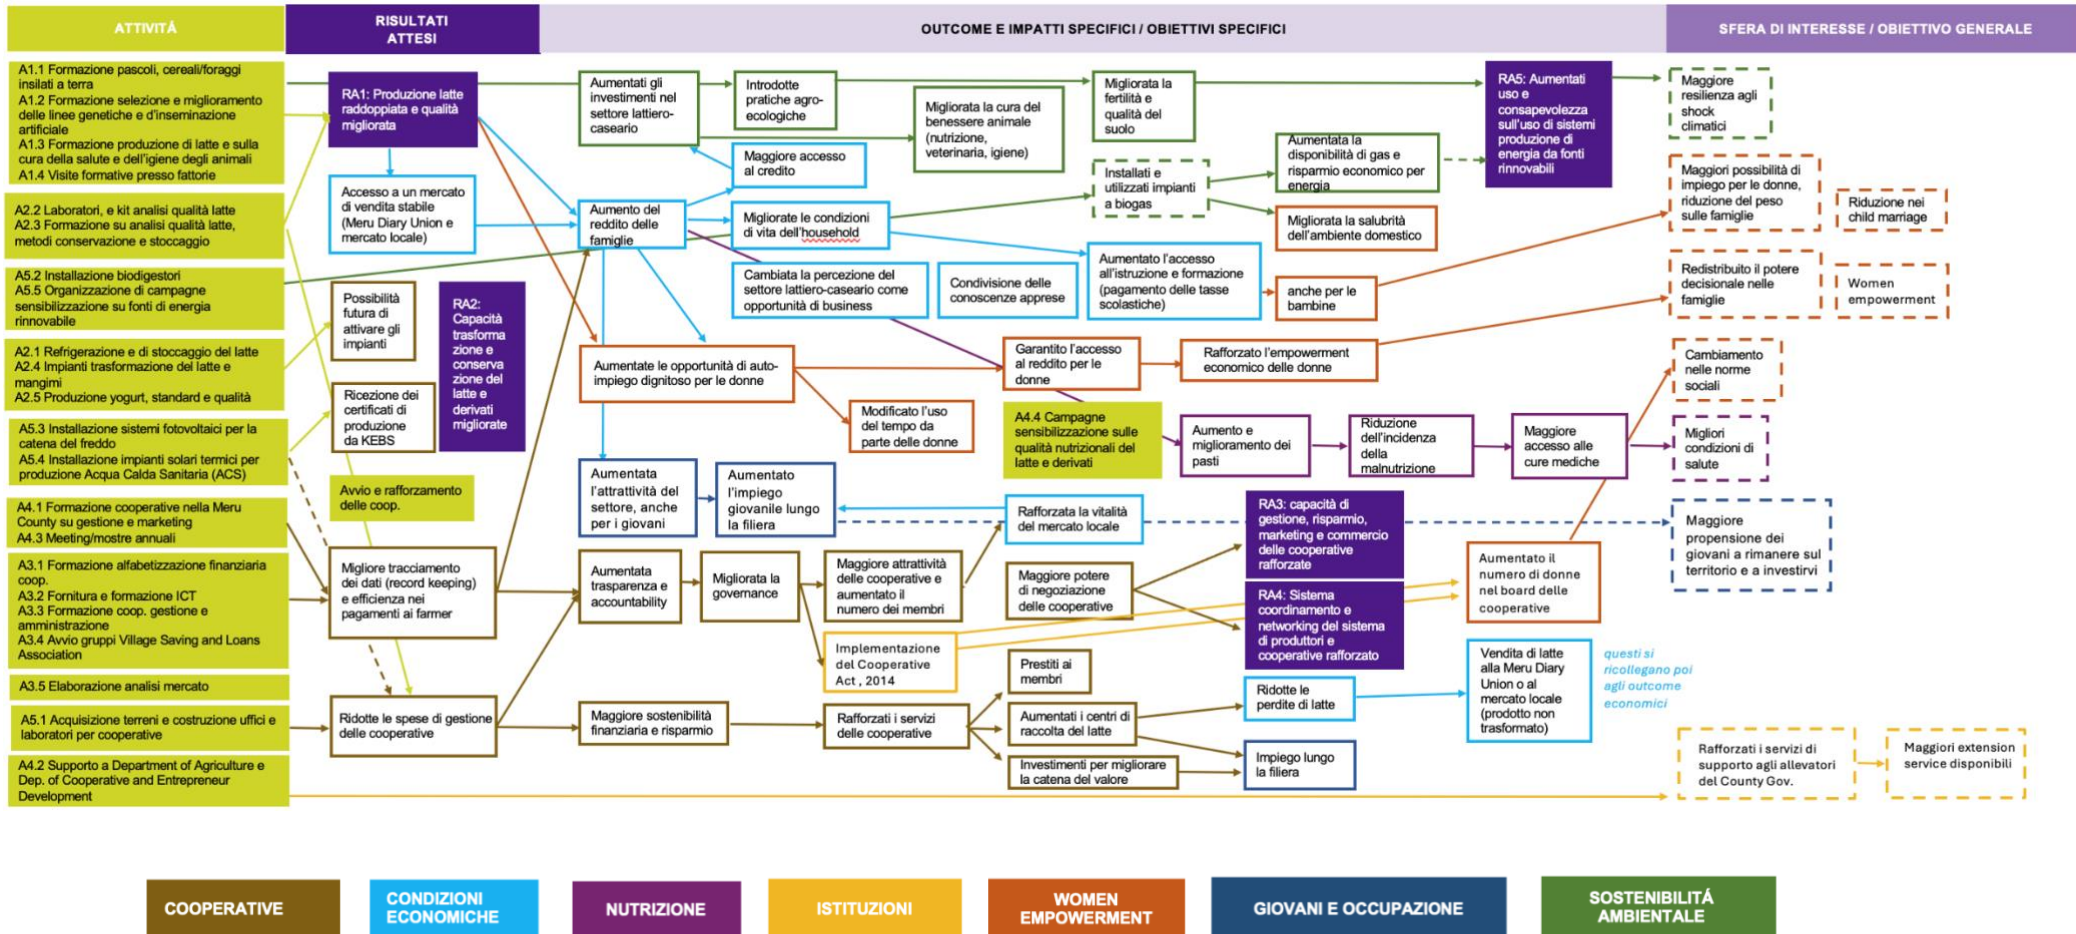 ATTIVITÁ
RISULTATI
ATTESI
OUTCOME E IMPATTI SPECIFICI / OBIETTIVI SPECIFICI
SFERA DI INTERESSE / OBIETTIVO GENERALE
A1.1 Formazione pascoli, cereali/foraggi
insilati a terra
A1.2 Formazione selezione e miglioramento
delle linee genetiche e d'inseminazione
artificiale
A1.3 Formazione produzione di latte e sulla
cura della salute e dell'igiene degli animali
A1.4 Visite formative presso fattorie
A2.2 Laboratori, e kit analisi qualità latte
A2.3 Formazione su analisi qualità latte,
metodi conservazione e stoccaggio
A5.2 Installazione biodigestori
A5.5 Organizzazione di campagne
sensibilizzazione su fonti di energia
rinnovabile
A2.1 Refrigerazione e di stoccaggio del latte
A2.4 Impianti trasformazione del latte e
mangimi
A2.5 Produzione yogurt, standard e qualità
A5.3 Installazione sistemi fotovoltaici per la
catena del freddo
A5.4 Installazione impianti solari termici per
produzione Acqua Calda Sanitaria (ACS)
A4.1 Formazione cooperative nella Meru
County su gestione e marketing
A4.3 Meeting/mostre annuali
A3.1 Formazione alfabetizzazione finanziaria
coop.
A3.2 Fornitura e formazione ICT
A3.3 Formazione coop. gestione e
amministrazione
A3.4 Avvio gruppi Village Saving and Loans
Association
A3.5 Elaborazione analisi mercato
A5.1 Acquisizione terreni e costruzione uffici e
laboratori per cooperative
A4.2 Supporto a Department of Agriculture e
Dep. of Cooperative and Entrepreneur
Development
RA1: Produzione latte
raddoppiata e qualità
migliorata
Accesso a un mercato
di vendita stabile
(Meru Diary Union e
mercato locale)
Possibilità
futura di
attivare gli
impianti
RA2:
Capacità
trasforma
zione e
conserva
zione del
latte e
derivati
migliorate
Ricezione dei
certificati di
produzione
da KEBS
Avvio e rafforzamento
delle coop.
Migliore tracciamento
dei dati (record keeping)
e efficienza nei
pagamenti ai farmer
Ridotte le spese di gestione
delle cooperative
Aumentati gli
investimenti nel
settore lattiero-
caseario
Introdotte
pratiche agro-
ecologiche
Migliorata la cura del
benessere animale
(nutrizione,
veterinaria, igiene)
Migliorata la
fertilità e
qualità del
suolo
Maggiore accesso
al credito
Installati e
utilizzati impianti
a biogas
Aumentata la
disponibilità di gas e
risparmio economico per
energia
RA5: Aumentati
uso e
consapevolezza
sull'uso di sistemi
produzione di
energia da fonti
rinnovabili
Maggiore
resilienza agli
shock
climatici
Aumento del
reddito delle
famiglie
Migliorate le condizioni
di vita dell'household
Migliorata la salubrità
dell'ambiente domestico
Maggiori possibilità di
impiego per le donne,
riduzione del peso
sulle famiglie
Riduzione nei
child marriage
Cambiata la percezione del
settore lattiero-caseario come
opportunità di business
Condivisione delle
conoscenze apprese
Aumentato l'accesso
all'istruzione e formazione
(pagamento delle tasse
scolastiche)
anche per le
bambine
Redistribuito il potere
decisionale nelle
famiglie
Women
empowerment
Aumentate le opportunità di auto-
impiego dignitoso per le donne
Garantito l'accesso
al reddito per le
donne
Rafforzato l'empowerment
economico delle donne
Cambiamento
nelle norme
sociali
Modificato l'uso
del tempo da
parte delle donne
A4.4 Campagne
sensibilizzazione sulle
qualità nutrizionali del
latte e derivati
Aumento e
miglioramento dei
pasti
Riduzione
dell'incidenza
della
malnutrizione
Maggiore
accesso alle
cure mediche
Migliori
condizioni di
salute
Aumentata
l'attrattività del
settore, anche
per i giovani
Aumentato
l'impiego
giovanile lungo
la filiera
Rafforzata la vitalità
del mercato locale
RA3: capacità di
gestione, risparmio,
marketing e commercio
delle cooperative
rafforzate
Maggiore
propensione dei
giovani a rimanere sul
territorio e a investirvi
Aumentata
trasparenza e
accountability
Migliorata la
governance
Maggiore attrattività
delle cooperative e
aumentato il
numero dei membri
Maggiore potere
di negoziazione
delle cooperative
RA4: Sistema
coordinamento e
networking del sistema
di produttori e
cooperative rafforzato
Aumentato il
numero di donne
nel board delle
cooperative
Implementazione
del Cooperative
Act , 2014
Prestiti ai
membri
Maggiore sostenibilità
finanziaria e risparmio
Rafforzati i servizi
delle cooperative
Aumentati i centri di
raccolta del latte
Investimenti per migliorare
la catena del valore
Ridotte le
perdite di latte
Impiego lungo
la filiera
Vendita di latte
alla Meru Diary
Union o al
mercato locale
(prodotto non
trasformato)
questi si
ricollegano poi
agli outcome
economici
Rafforzati i servizi di
supporto agli allevatori
del County Gov.
Maggiori extension
service disponibili
COOPERATIVE
CONDIZIONI
ECONOMICHE
NUTRIZIONE
ISTITUZIONI
WOMEN
EMPOWERMENT
GIOVANI E OCCUPAZIONE
SOSTENIBILITÁ
AMBIENTALE